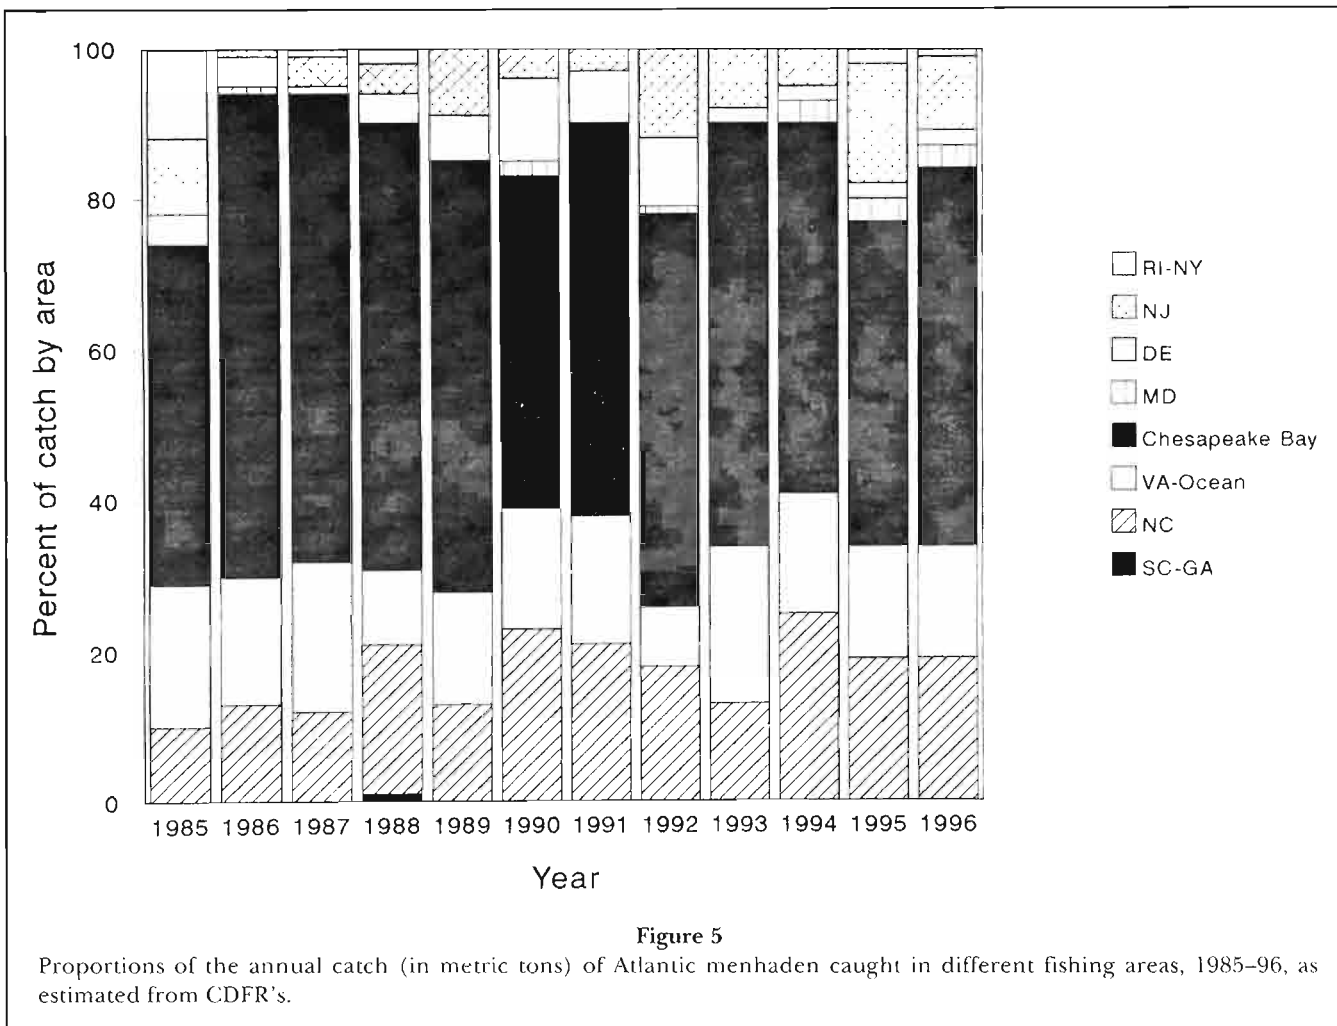 100
80
60
40
20
0
Percent of catch by area
1985 1986 1987 1988 1989 1990 1991 1992 1993 1994 1995 1996
Year
RI-NY
NJ
DE
MD
Chesapeake Bay
VA-Ocean
NC
SC-GA
Figure 5
Proportions of the annual catch (in metric tons) of Atlantic menhaden caught in different fishing areas, 1985–96, as
estimated from CDFR's.